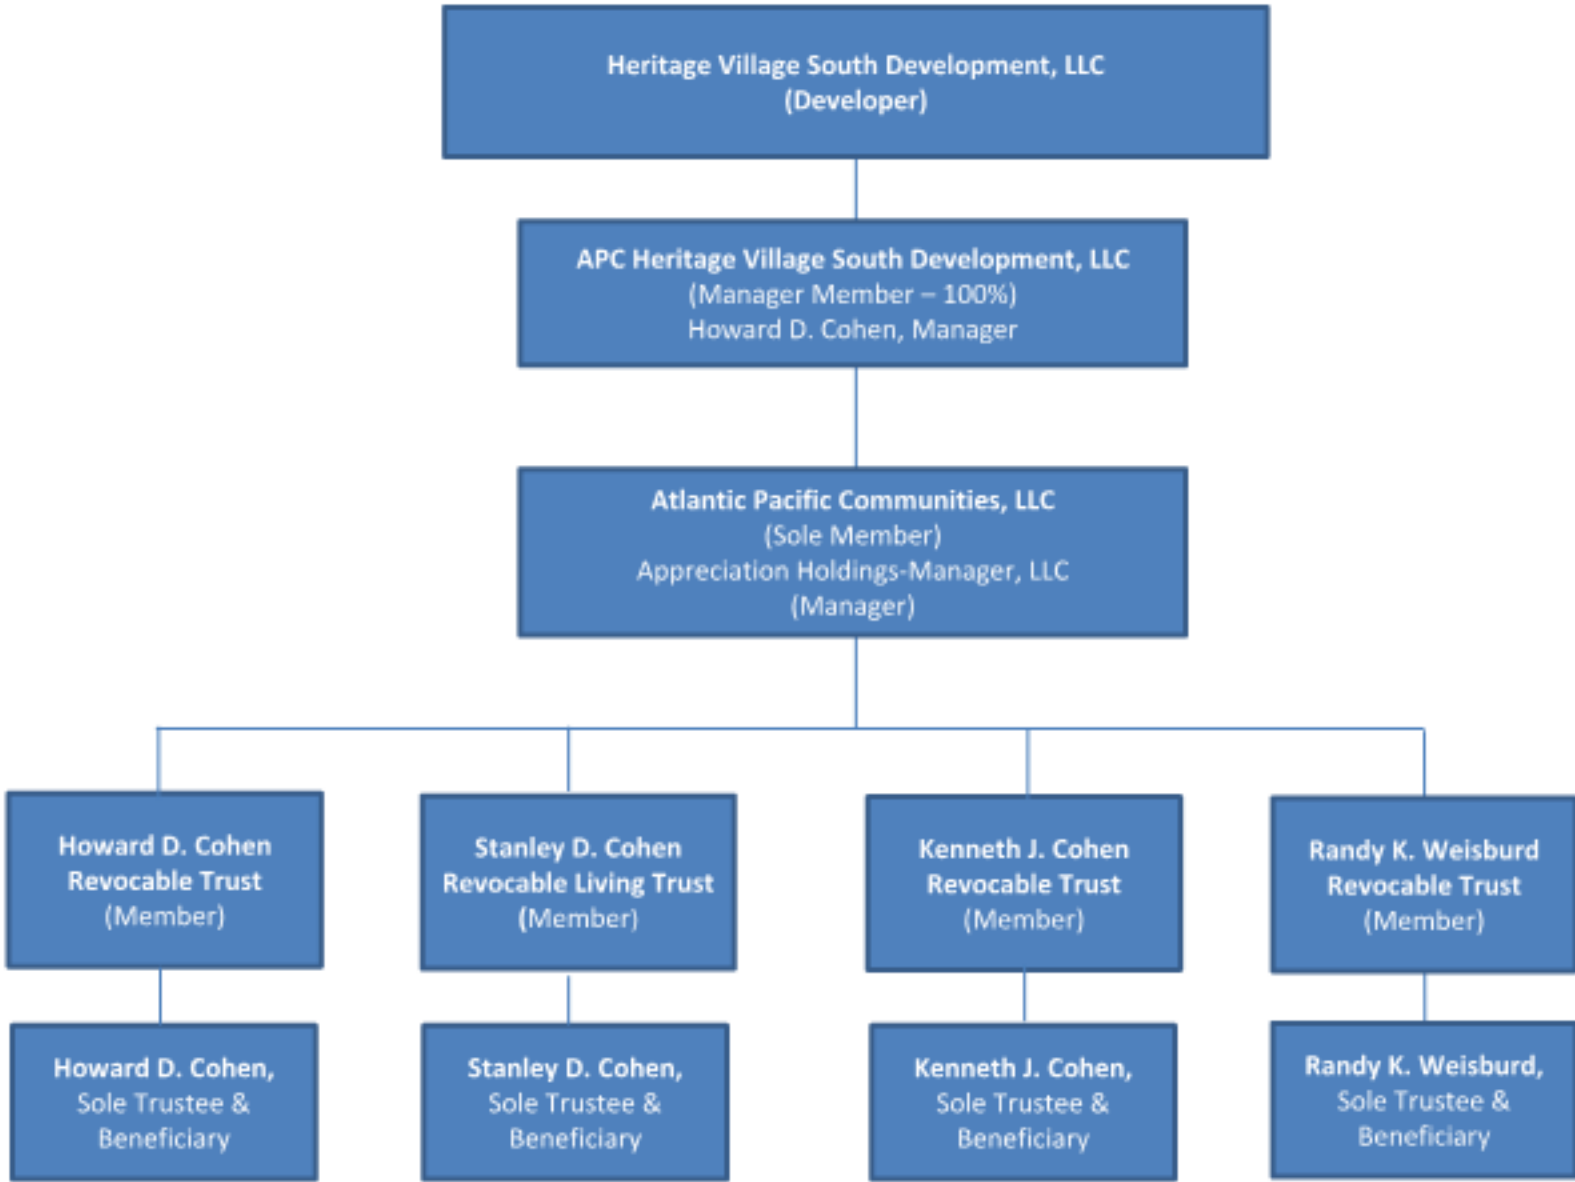 Heritage Village South Development, LLC
(Developer)
APC Heritage Village South Development, LLC
(Manager Member – 100%)
Howard D. Cohen, Manager
Atlantic Pacific Communities, LLC
(Sole Member)
Appreciation Holdings-Manager, LLC
(Manager)
Howard D. Cohen
Revocable Trust
(Member)
Stanley D. Cohen
Revocable Living Trust
(Member)
Kenneth J. Cohen
Revocable Trust
(Member)
Randy K. Weisburd
Revocable Trust
(Member)
Howard D. Cohen,
Sole Trustee &
Beneficiary
Stanley D. Cohen,
Sole Trustee &
Beneficiary
Kenneth J. Cohen,
Sole Trustee &
Beneficiary
Randy K. Weisburd,
Sole Trustee &
Beneficiary